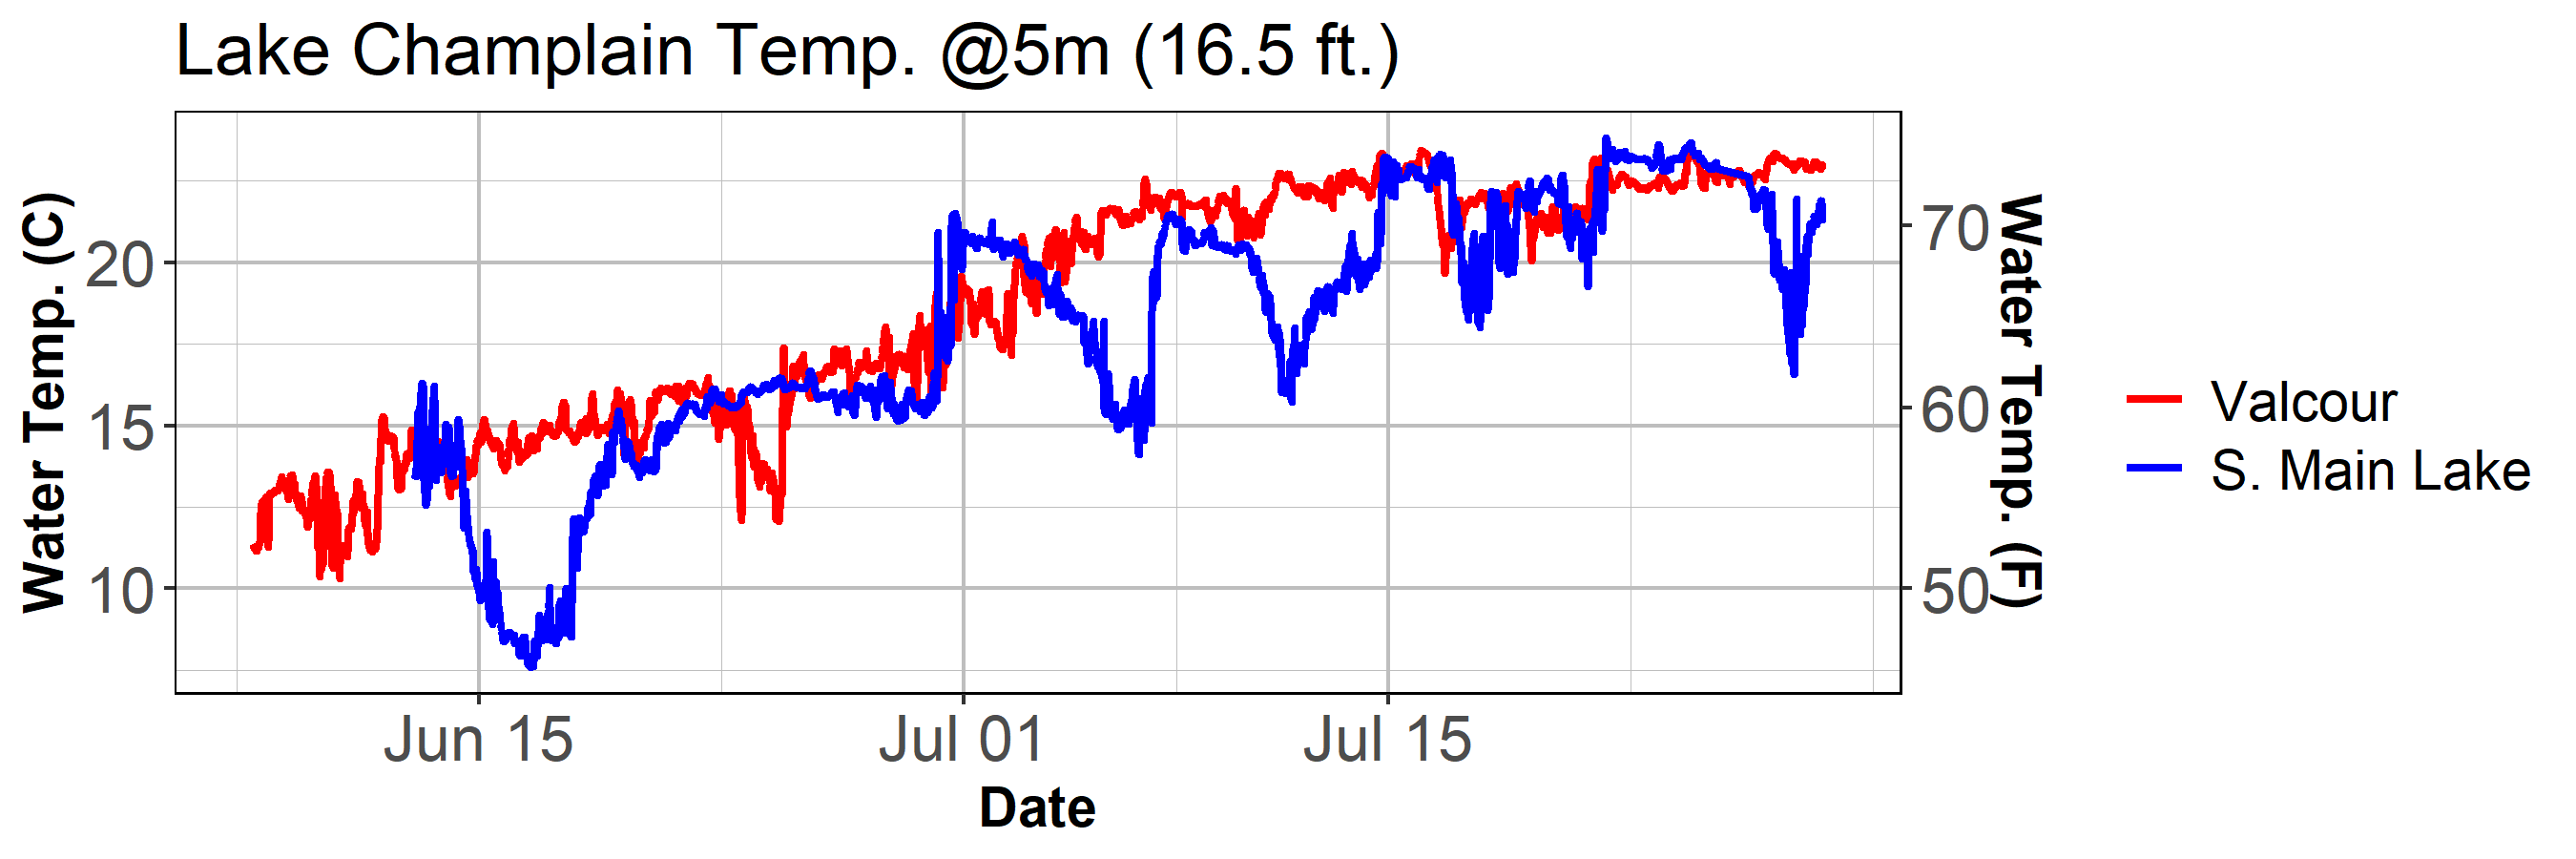 Lake Champlain Temp. @5m (16.5 ft.)
Water Temp. (C)
20
15
10
70
60
50
Water Temp. (F)
Jun 15
Jul 01
Jul 15
Date
Valcour
S. Main Lake